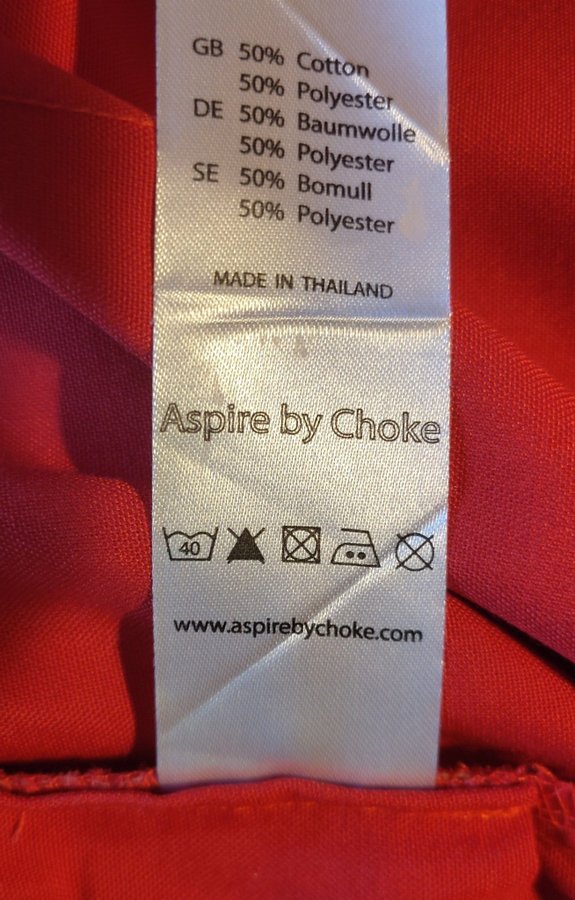 GB 50% Cotton
50% Polyester
DE 50% Baumwolle
50% Polyester
SE 50% Bomull
50% Polyester
MADE IN THAILAND
Aspire by Choke
40
www.aspirebychoke.com